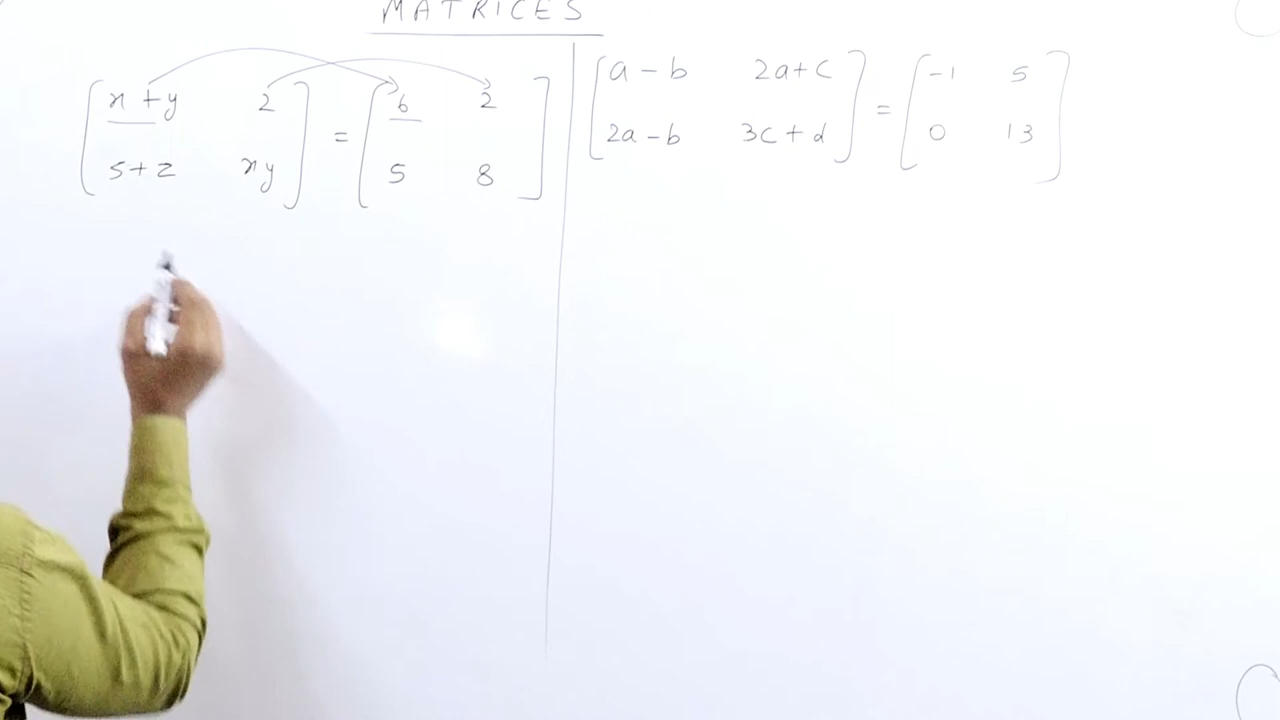 MATRICES
[x + y 2] = [6 2]
[5 + z xy] [5 8]
[a - b 2a + c] = [-1 5]
[2a - b 3c + d] [0 13]